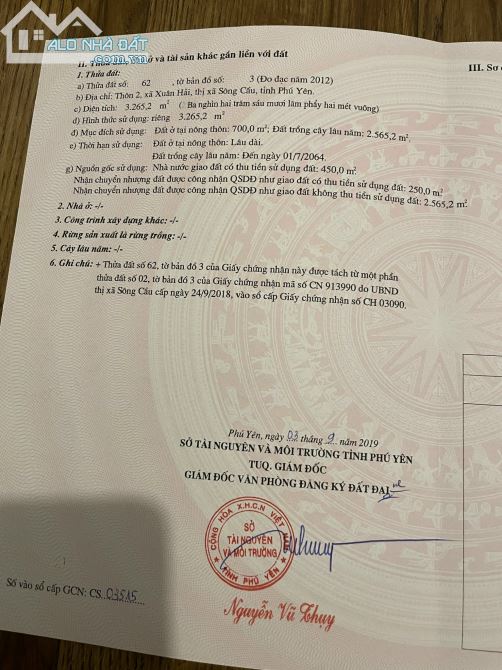 ALO NHÀ ĐẤT
.com.vn
ở và tài sản khác gắn liền với đất
III. Sơ
1. Thửa đất:
a) Thửa đất số: 62 , tờ bản đồ số: 3 (Đo đạc năm 2012)
b) Địa chỉ: Thôn 2, xã Xuân Hải, thị xã Sông Cầu, tỉnh Phú Yên.
c) Diện tích: 3.265,2 m² ( Ba nghìn hai trăm sáu mươi lăm phẩy hai mét vuông)
d) Hình thức sử dụng: riêng 3.265,2 m²
đ) Mục đích sử dụng: Đất ở tại nông thôn: 700,0 m²; Đất trồng cây lâu năm: 2.565,2 m².
e) Thời hạn sử dụng: Đất ở tại nông thôn: Lâu dài.
Đất trồng cây lâu năm: Đến ngày 01/7/2064.
g) Nguồn gốc sử dụng: Nhà nước giao đất có thu tiền sử dụng đất: 450,0 m²
Nhận chuyển nhượng đất được công nhận QSDĐ như giao đất có thu tiền sử dụng đất: 250,0 m²
Nhận chuyển nhượng đất được công nhận QSDĐ như giao đất không thu tiền sử dụng đất: 2.565,2 m²
2. Nhà ở: -/-
3. Công trình xây dựng khác: -/-
4. Rừng sản xuất là rừng trồng: -/-
5. Cây lâu năm: -/-
6. Ghi chú: + Thửa đất số 62, tờ bản đồ 3 của Giấy chứng nhận này được tách từ một phần
thửa đất số 02, tờ bản đồ 3 của Giấy chứng nhận mã số CN 913990 do UBND
thị xã Sông Cầu cấp ngày 24/9/2018, vào sổ cấp Giấy chứng nhận số CH 03090.
Phú Yên, ngày 03 tháng 9 năm 2019
SỞ TÀI NGUYÊN VÀ MÔI TRƯỜNG TỈNH PHÚ YÊN
TUQ. GIÁM ĐỐC
GIÁM ĐỐC VĂN PHÒNG ĐĂNG KÝ ĐẤT ĐAI
CỘNG HÒA X.H.C.N VIỆT NAM
SỞ
TÀI NGUYÊN
VÀ MÔI TRƯỜNG
TỈNH PHÚ YÊN
Nguyễn Vũ Thụy
Số vào sổ cấp GCN: CS 03515